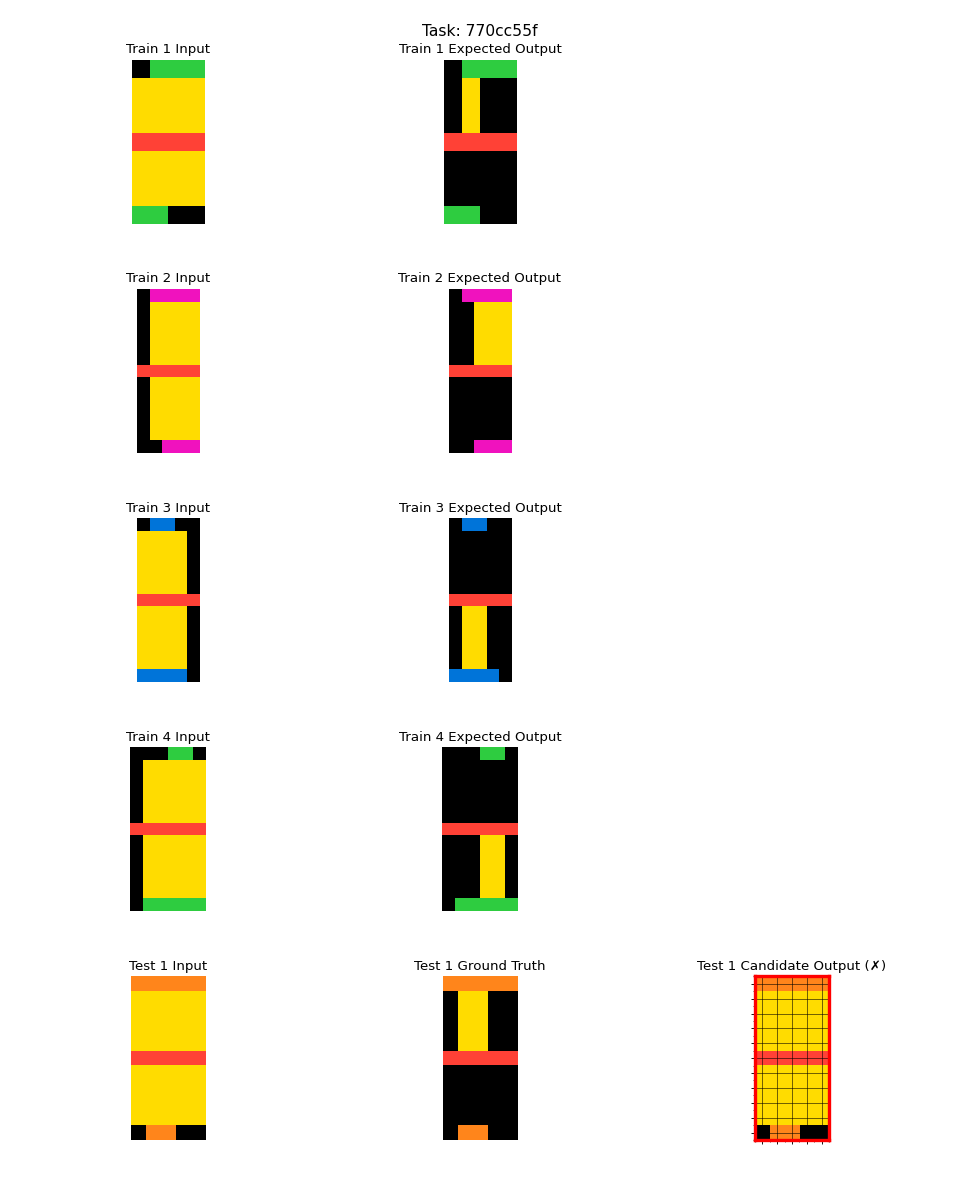 Task: 770cc55f
Train 1 Input
Train 1 Expected Output
Train 2 Input
Train 2 Expected Output
Train 3 Input
Train 3 Expected Output
Train 4 Input
Train 4 Expected Output
Test 1 Input
Test 1 Ground Truth
Test 1 Candidate Output (✗)